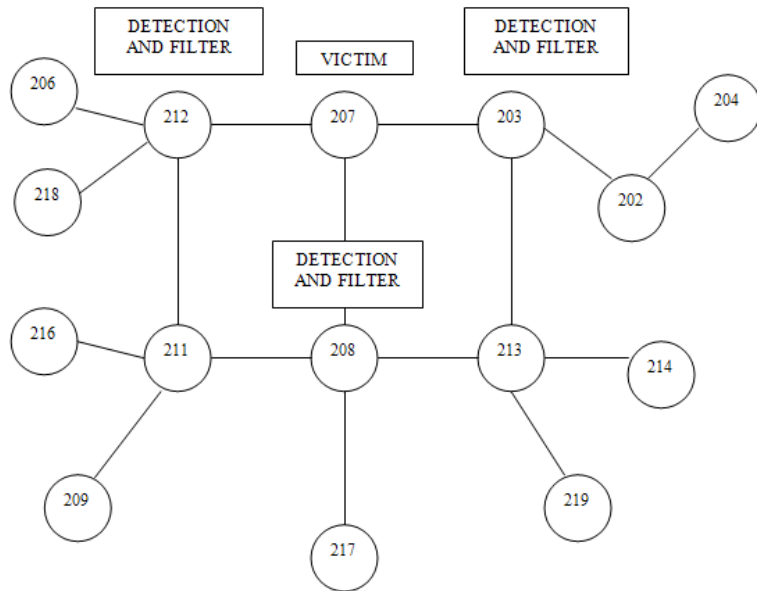 DETECTION
AND FILTER
VICTIM
DETECTION
AND FILTER
206
212
207
203
204
218
202
DETECTION
AND FILTER
216
211
208
213
214
209
217
219